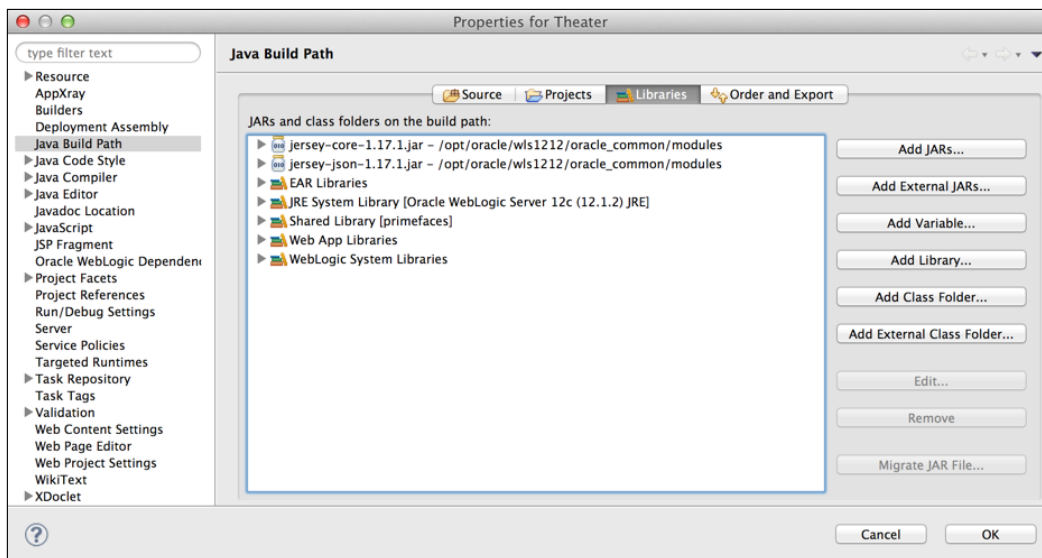 Properties for Theater
type filter text
Resource
AppXray
Builders
Deployment Assembly
Java Build Path
Java Code Style
Java Compiler
Java Editor
Javadoc Location
JavaScript
JSP Fragment
Oracle WebLogic Dependen
Project Facets
Project References
Run/Debug Settings
Server
Service Policies
Targeted Runtimes
Task Repository
Task Tags
Validation
Web Content Settings
Web Page Editor
Web Project Settings
WikiText
XDoclet
Java Build Path
Source Projects Libraries Order and Export
JARs and class folders on the build path:
jersey-core-1.17.1.jar - /opt/oracle/wls1212/oracle_common/modules
jersey-json-1.17.1.jar - /opt/oracle/wls1212/oracle_common/modules
EAR Libraries
JRE System Library [Oracle WebLogic Server 12c (12.1.2) JRE]
Shared Library [primefaces]
Web App Libraries
WebLogic System Libraries
Add JARs...
Add External JARs...
Add Variable...
Add Library...
Add Class Folder...
Add External Class Folder...
Edit...
Remove
Migrate JAR File...
?
Cancel OK